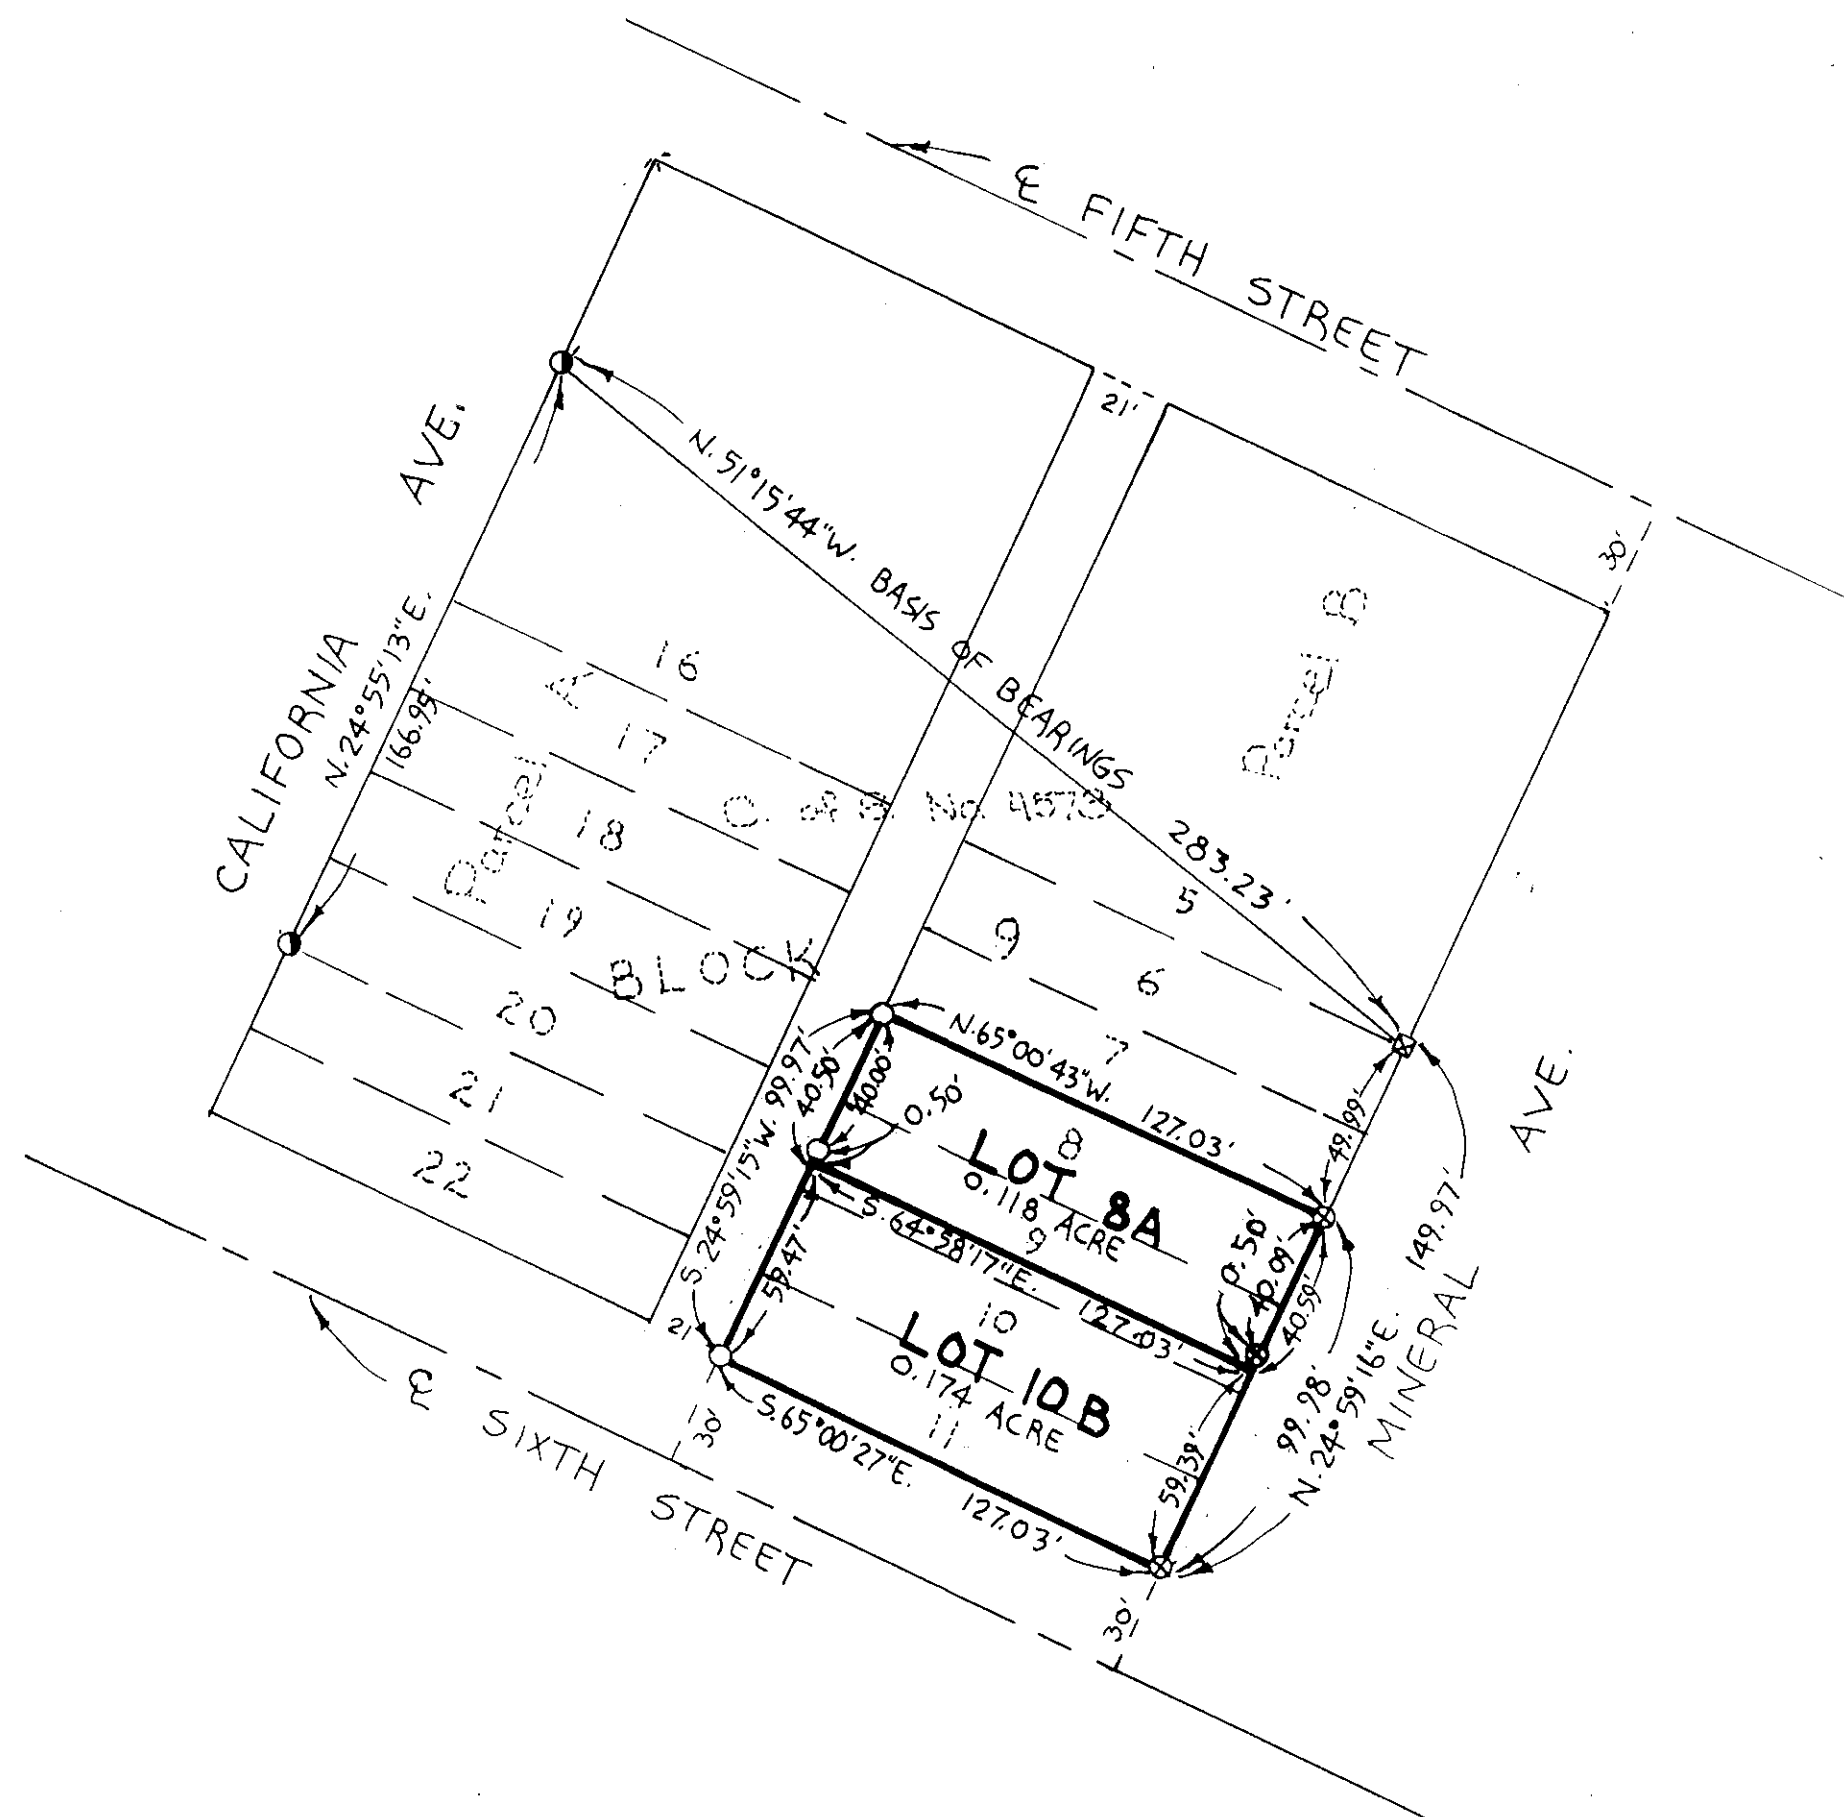 ℄ FIFTH STREET
21'
30'
CALIFORNIA AVE.
N.24°55'13"E.
166.95'
N.51°15'44"W. BASIS OF BEARINGS 283.23'
Parcel B
Parcel A
C. of S. No. 4573
BLOCK 9
16
17
18
19
20
21
22
5
6
7
8
9
10
11
N.65°00'43"W. 127.03'
S.24°59'15"W. 99.97'
40.50'
40.00'
0.50'
59.47'
LOT 8A
0.118 ACRE
S.64°58'17"E. 127.03'
LOT 10B
0.174 ACRE
S.65°00'27"E. 127.03'
49.99'
149.97'
0.50'
40.09'
40.59'
59.39'
99.98'
N.24°59'16"E.
MINERAL AVE.
21
30'
30'
℄ SIXTH STREET